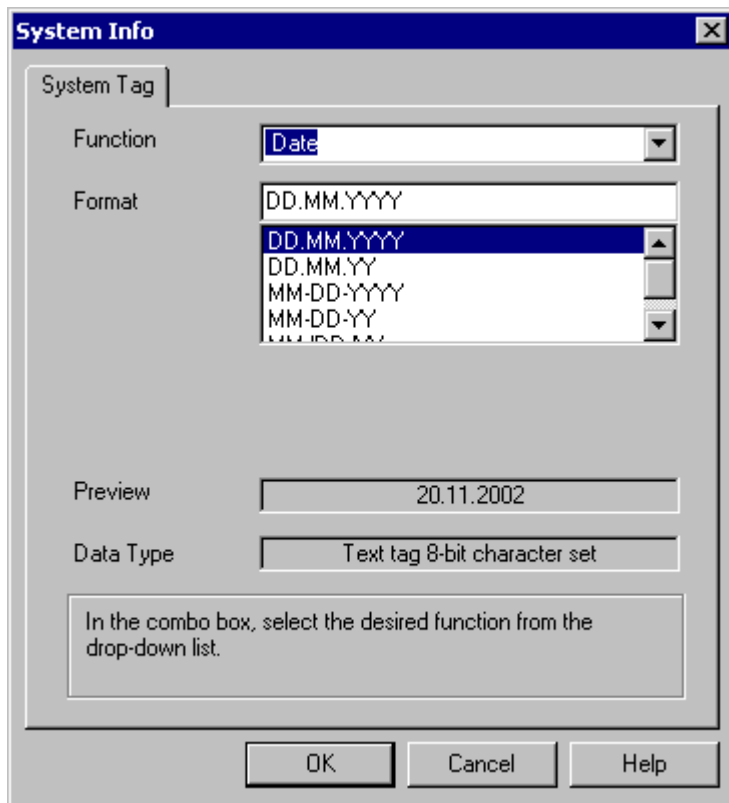 System Info
System Tag
Function
Date
Format
DD.MM.YYYY
DD.MM.YYYY
DD.MM.YY
MM-DD-YYYY
MM-DD-YY
Preview
20.11.2002
Data Type
Text tag 8-bit character set
In the combo box, select the desired function from the
drop-down list.
OK
Cancel
Help